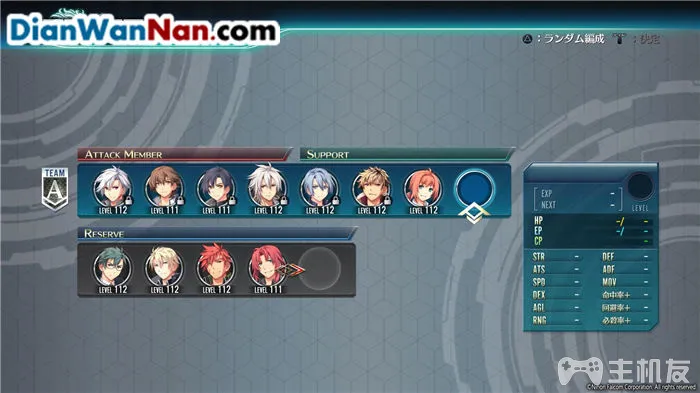 DianWanNan.com
△：ランダム編成 ：決定
ATTACK MEMBER SUPPORT
TEAM
A
LEVEL 112 LEVEL 111 LEVEL 111 LEVEL 112 LEVEL 112 LEVEL 112 LEVEL 112
RESERVE
LEVEL 112 LEVEL 112 LEVEL 112 LEVEL 111
EXP -
NEXT -
LEVEL
HP -/ -
EP -/ -
CP -
STR - DEF -
ATS - ADF -
SPD - MOV -
DEX - 命中率+ -
AGL - 回避率+ -
RNG - 必殺率+ -
主机友
©Nihon Falcom Corporation. All rights reserved.